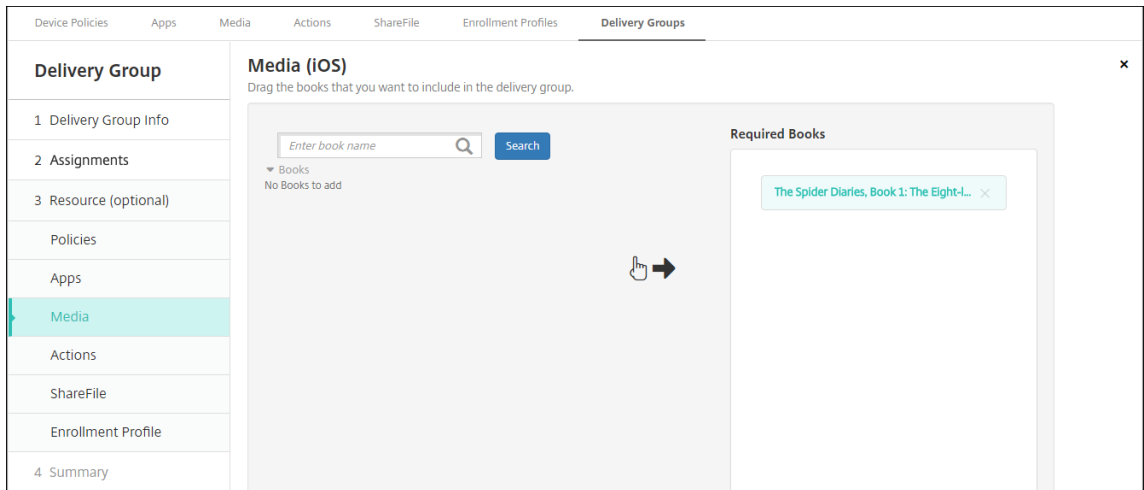 Device Policies Apps Media Actions ShareFile Enrollment Profiles Delivery Groups
Delivery Group
1 Delivery Group Info
2 Assignments
3 Resource (optional)
Policies
Apps
Media
Actions
ShareFile
Enrollment Profile
4 Summary
Media (iOS)
Drag the books that you want to include in the delivery group.
Enter book name
Search
Books
No Books to add
Required Books
The Spider Diaries, Book 1: The Eight-l...